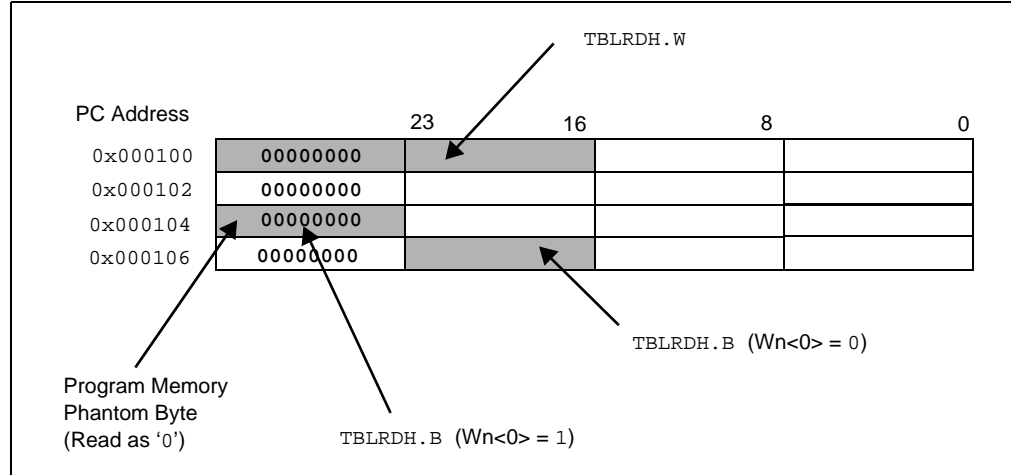 TBLRDH.W
PC Address
23 16 8 0
0x000100 00000000
0x000102 00000000
0x000104 00000000
0x000106 00000000
TBLRDH.B (Wn<0> = 0)
Program Memory
Phantom Byte
(Read as ‘0’)
TBLRDH.B (Wn<0> = 1)